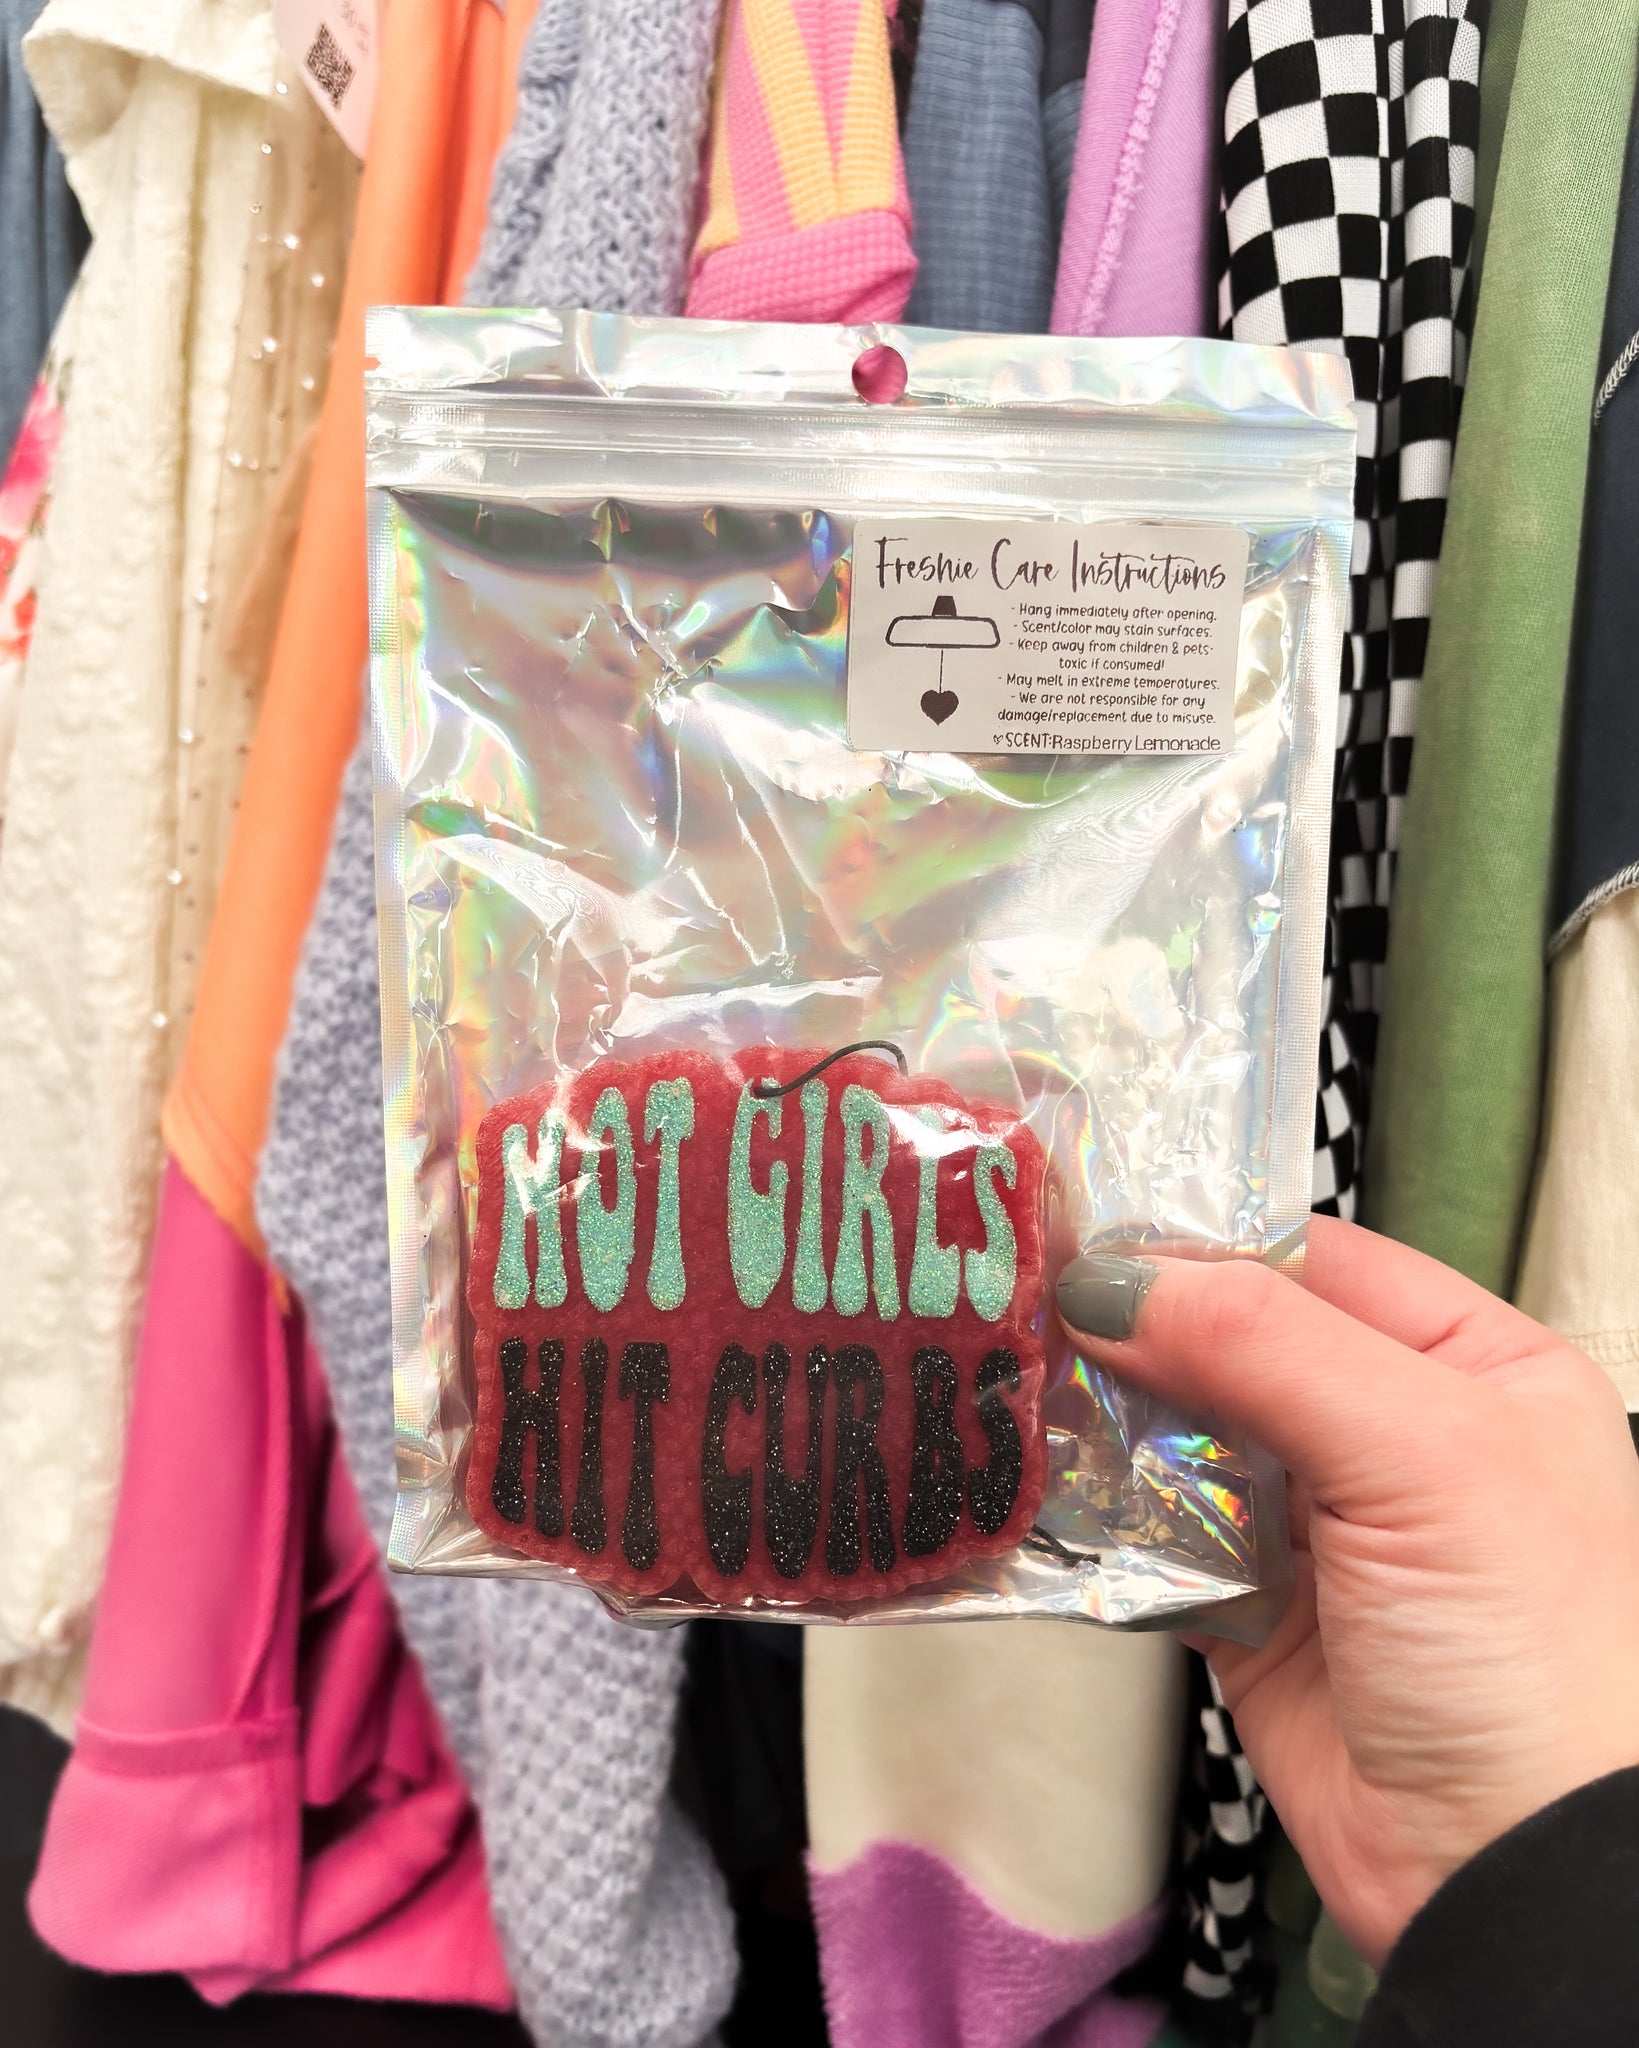 Freshie Care Instructions
- Hang immediately after opening.
- Scent/color may stain surfaces.
- Keep away from children & pets-
toxic if consumed!
- May melt in extreme temperatures.
- We are not responsible for any
damage/replacement due to misuse.
SCENT:Raspberry Lemonade
HOT GIRLS
HIT CURBS